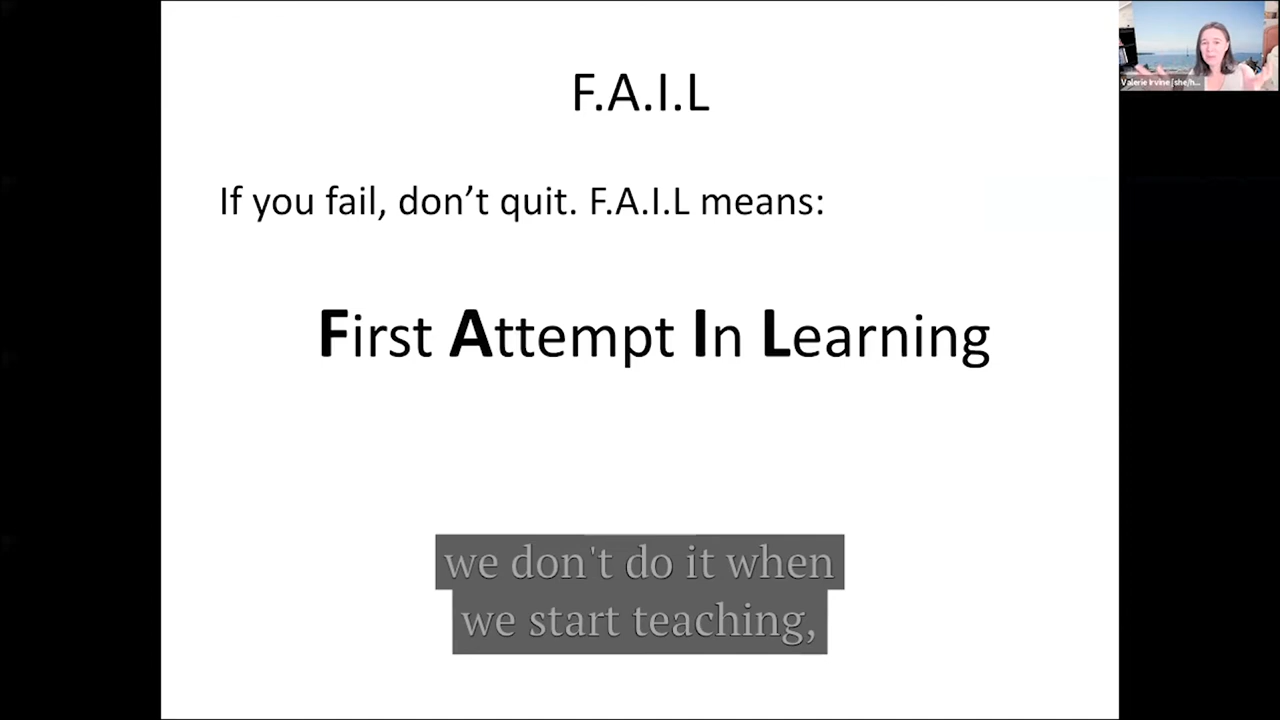 F.A.I.L
Valerie Irvine (she/h...
If you fail, don’t quit. F.A.I.L means:
First Attempt In Learning
we don't do it when
we start teaching,